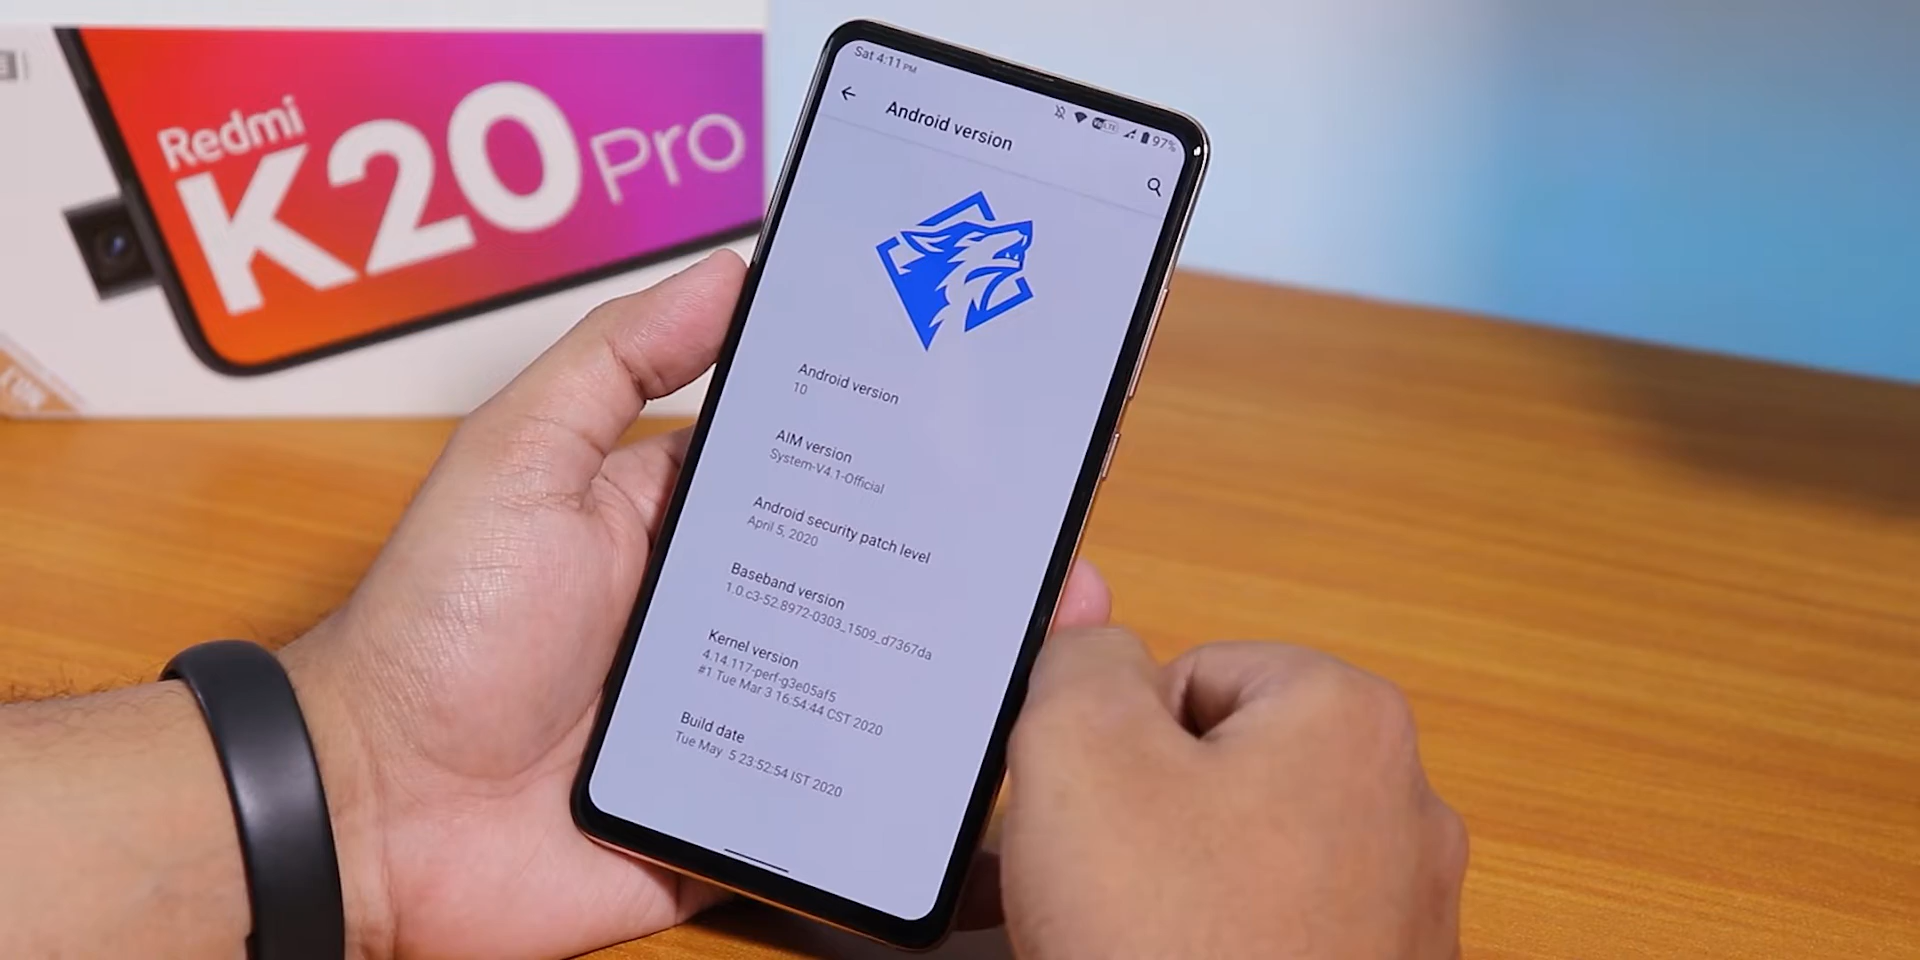 Redmi
K20 Pro
Sat 4:11 PM
97%
Android version
Android version
10
AIM version
System-V4.1-Official
Android security patch level
April 5, 2020
Baseband version
1.0.c3-52.8972-0303_1509_d7367da
Kernel version
4.14.117-perf-g3e05af5
#1 Tue Mar 3 16:54:44 CST 2020
Build date
Tue May 5 23:52:54 IST 2020